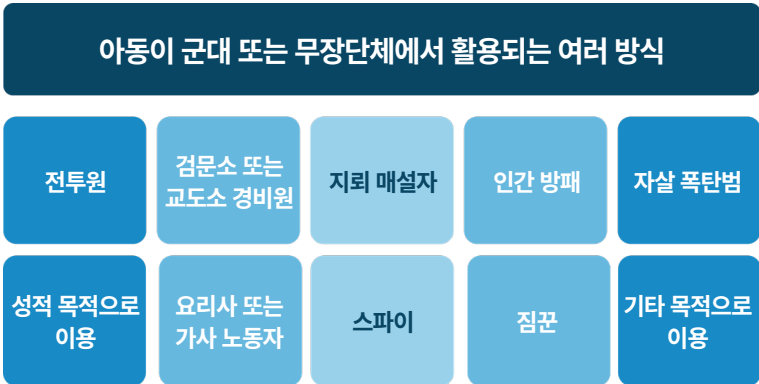 아동이 군대 또는 무장단체에서 활용되는 여러 방식
전투원
검문소 또는
교도소 경비원
지뢰 매설자
인간 방패
자살 폭탄범
성적 목적으로
이용
요리사 또는
가사 노동자
스파이
짐꾼
기타 목적으로
이용